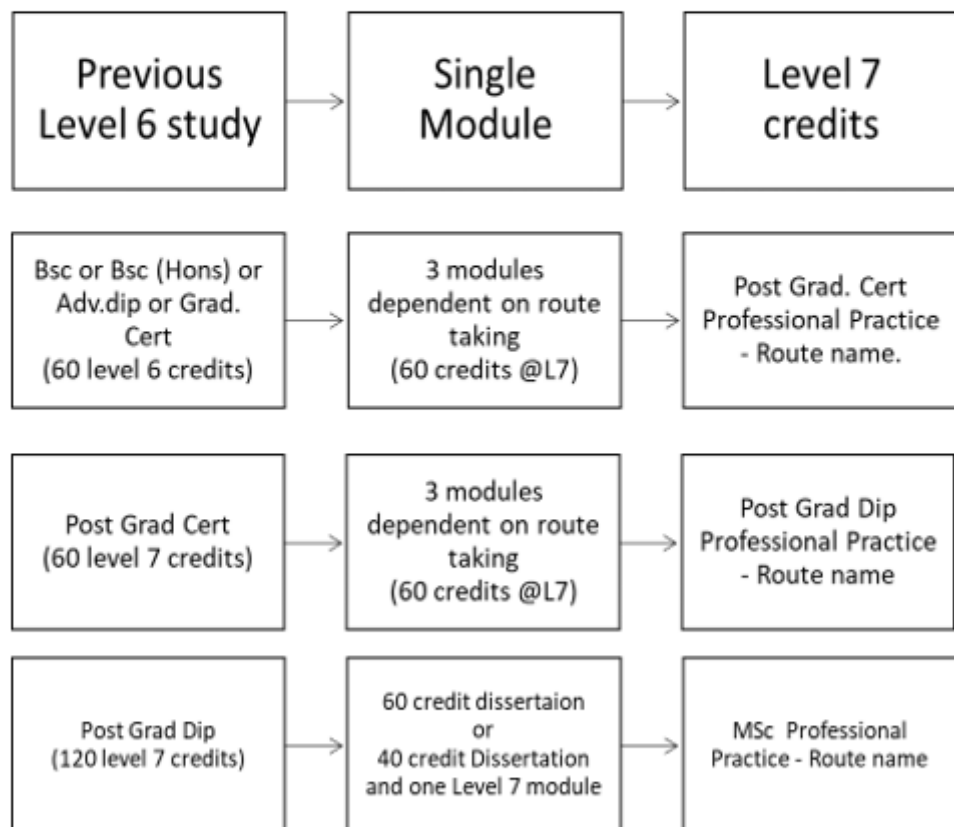 Previous
Level 6 study
Single
Module
Level 7
credits
Bsc or Bsc (Hons) or
Adv.dip or Grad.
Cert
(60 level 6 credits)
3 modules
dependent on route
taking
(60 credits @L7)
Post Grad. Cert
Professional Practice
- Route name.
Post Grad Cert
(60 level 7 credits)
3 modules
dependent on route
taking
(60 credits @L7)
Post Grad Dip
Professional Practice
- Route name
Post Grad Dip
(120 level 7 credits)
60 credit dissertaion
or
40 credit Dissertation
and one Level 7 module
MSc Professional
Practice - Route name